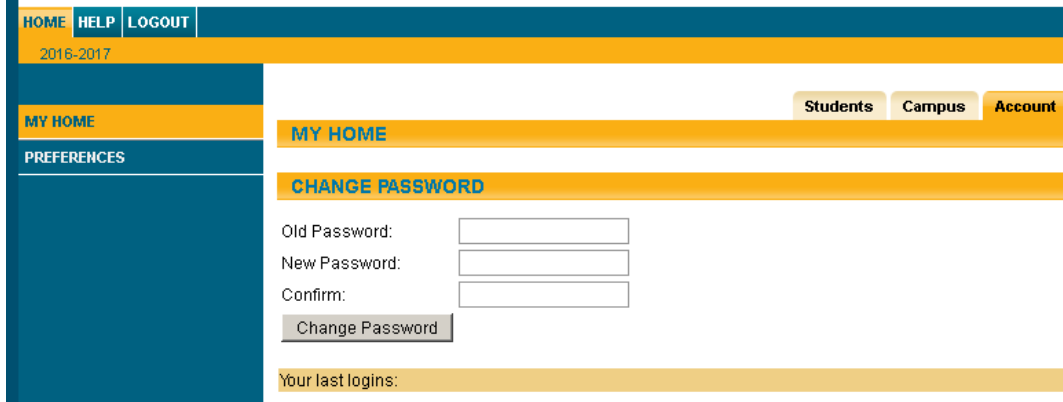 HOME HELP LOGOUT
2016-2017
MY HOME
PREFERENCES
Students Campus Account
MY HOME
CHANGE PASSWORD
Old Password:
New Password:
Confirm:
Change Password
Your last logins: